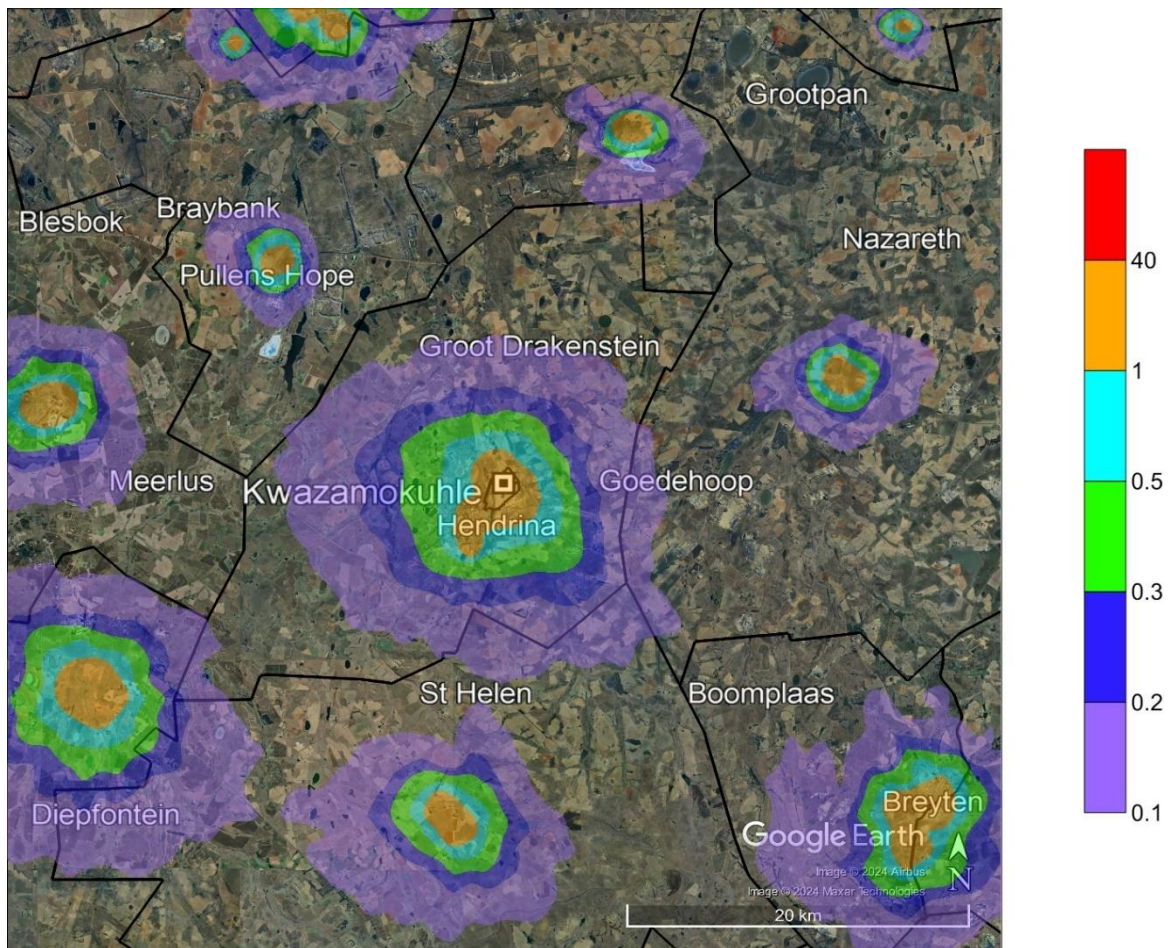 Grootpan
Blesbok
Braybank
Nazareth
Pullens Hope
Groot Drakenstein
Meerlus
Kwazamokuhle
Goedehoop
Hendrina
St Helen
Boomplaas
Diepfontein
Breyten
Google Earth
Image © 2024 Airbus
Image © 2024 Maxar Technologies
N
20 km
40
1
0.5
0.3
0.2
0.1